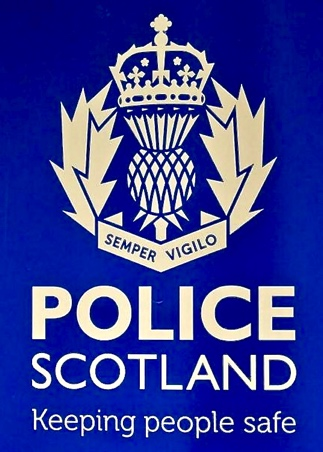 SEMPER VIGILO
POLICE
SCOTLAND
Keeping people safe